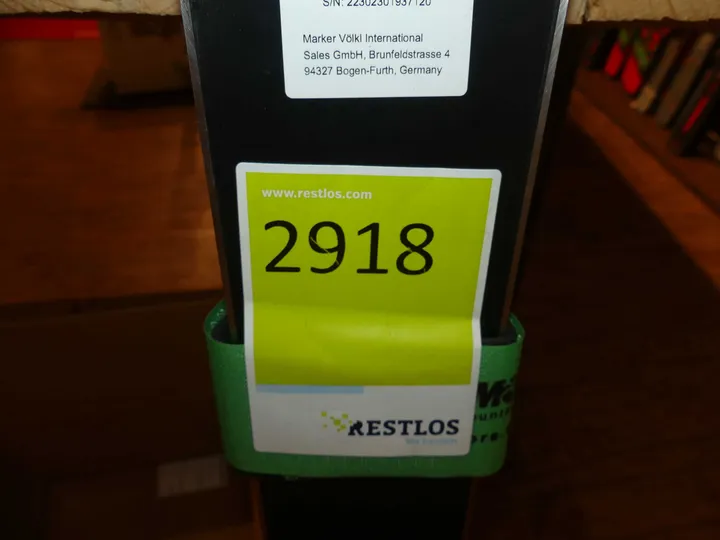 S/N: 22302301937120
Marker Völkl International
Sales GmbH, Brunfeldstrasse 4
94327 Bogen-Furth, Germany
www.restlos.com
2918
RESTLOS